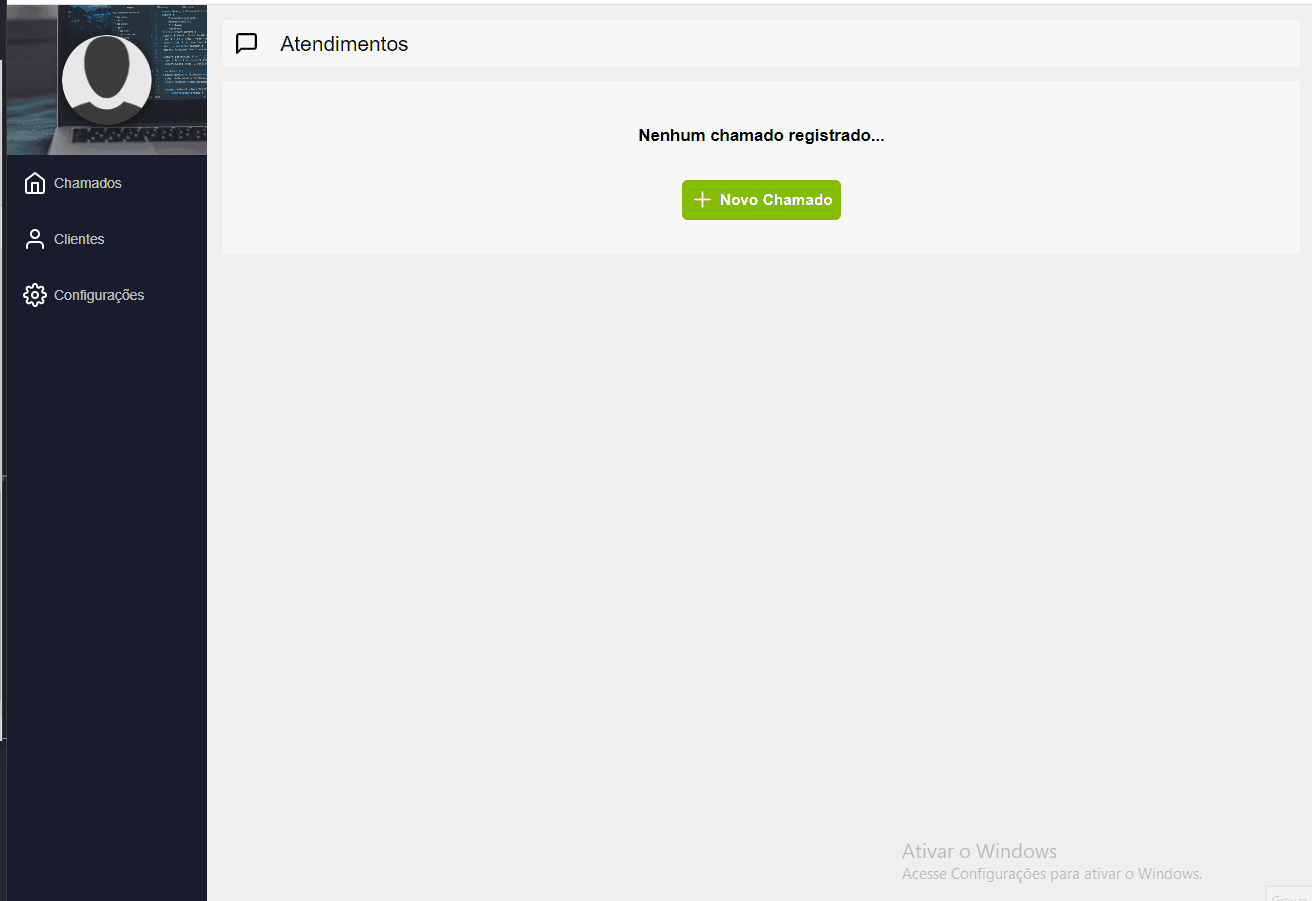 Atendimentos
Nenhum chamado registrado...
Novo Chamado
Chamados
Clientes
Configurações
Ativar o Windows
Acesse Configurações para ativar o Windows.